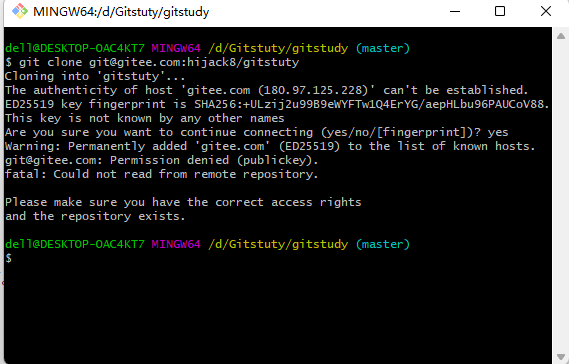 MINGW64:/d/Gitstuty/gitstudy
dell@DESKTOP-OAC4KT7 MINGW64 /d/Gitstuty/gitstudy (master)
$ git clone git@gitee.com:hijack8/gitstuty
Cloning into 'gitstuty'...
The authenticity of host 'gitee.com (180.97.125.228)' can't be established.
ED25519 key fingerprint is SHA256:+ULzij2u99B9eWYFTw1Q4ErYG/aepHLbu96PAUCoV88.
This key is not known by any other names
Are you sure you want to continue connecting (yes/no/[fingerprint])? yes
Warning: Permanently added 'gitee.com' (ED25519) to the list of known hosts.
git@gitee.com: Permission denied (publickey).
fatal: Could not read from remote repository.
Please make sure you have the correct access rights
and the repository exists.
dell@DESKTOP-OAC4KT7 MINGW64 /d/Gitstuty/gitstudy (master)
$